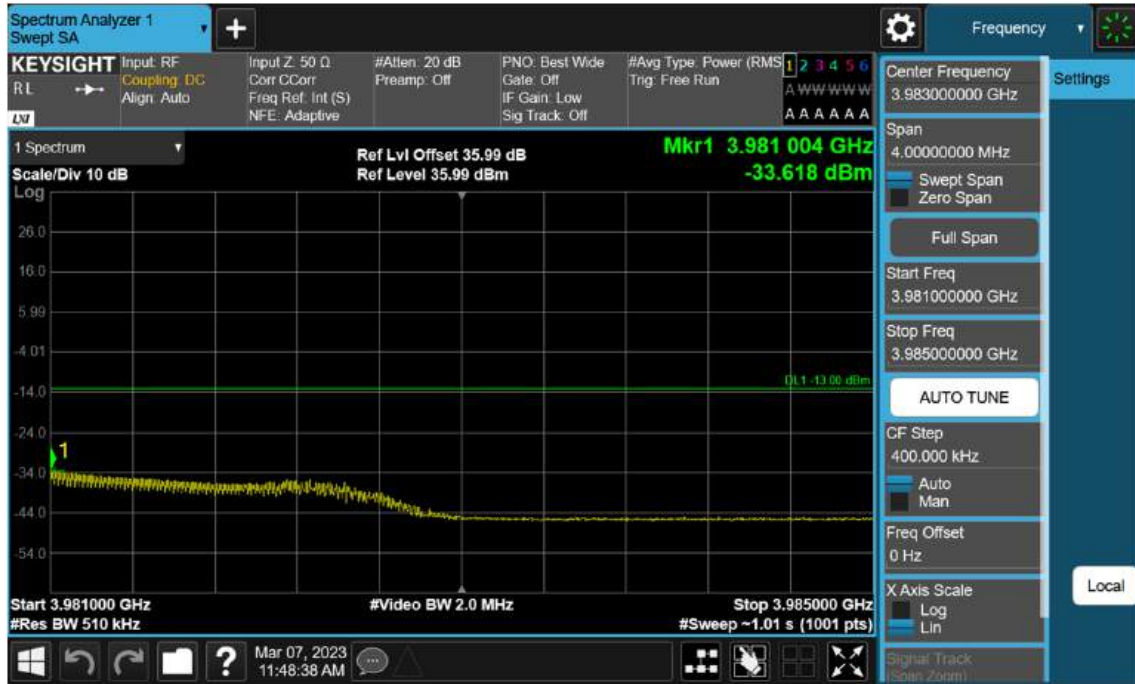 Spectrum Analyzer 1
Swept SA
Frequency
KEYSIGHT
RL
LXI
Input: RF
Coupling: DC
Align: Auto
Input Z: 50 Ω
Corr CCorr
Freq Ref: Int (S)
NFE: Adaptive
#Atten: 20 dB
Preamp: Off
PNO: Best Wide
Gate: Off
IF Gain: Low
Sig Track: Off
#Avg Type: Power (RMS
Trig: Free Run
1 2 3 4 5 6
A W W W W W
A A A A A A
Center Frequency
3.983000000 GHz
Settings
1 Spectrum
Scale/Div 10 dB
Log
Ref Lvl Offset 35.99 dB
Ref Level 35.99 dBm
Mkr1 3.981 004 GHz
-33.618 dBm
Span
4.00000000 MHz
Swept Span
Zero Span
Full Span
Start Freq
3.981000000 GHz
Stop Freq
3.985000000 GHz
AUTO TUNE
CF Step
400.000 kHz
Auto
Man
Freq Offset
0 Hz
X Axis Scale
Log
Lin
Signal Track
(Span Zoom)
Local
26.0
16.0
5.99
-4.01
-14.0
-24.0
-34.0
-44.0
-54.0
DL1 -13.00 dBm
1
Start 3.981000 GHz
#Res BW 510 kHz
#Video BW 2.0 MHz
Stop 3.985000 GHz
#Sweep ~1.01 s (1001 pts)
Mar 07, 2023
11:48:38 AM